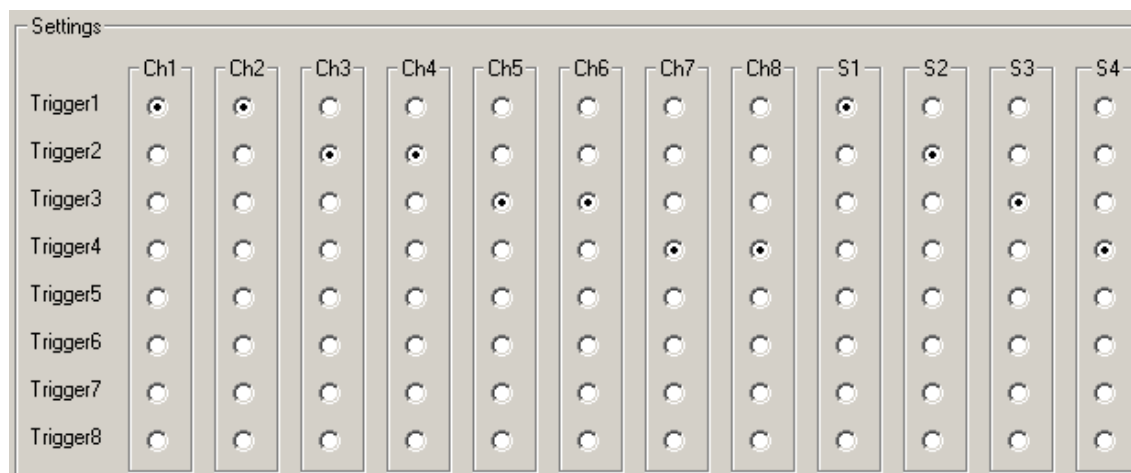 Settings
Ch1 Ch2 Ch3 Ch4 Ch5 Ch6 Ch7 Ch8 S1 S2 S3 S4
Trigger1
Trigger2
Trigger3
Trigger4
Trigger5
Trigger6
Trigger7
Trigger8